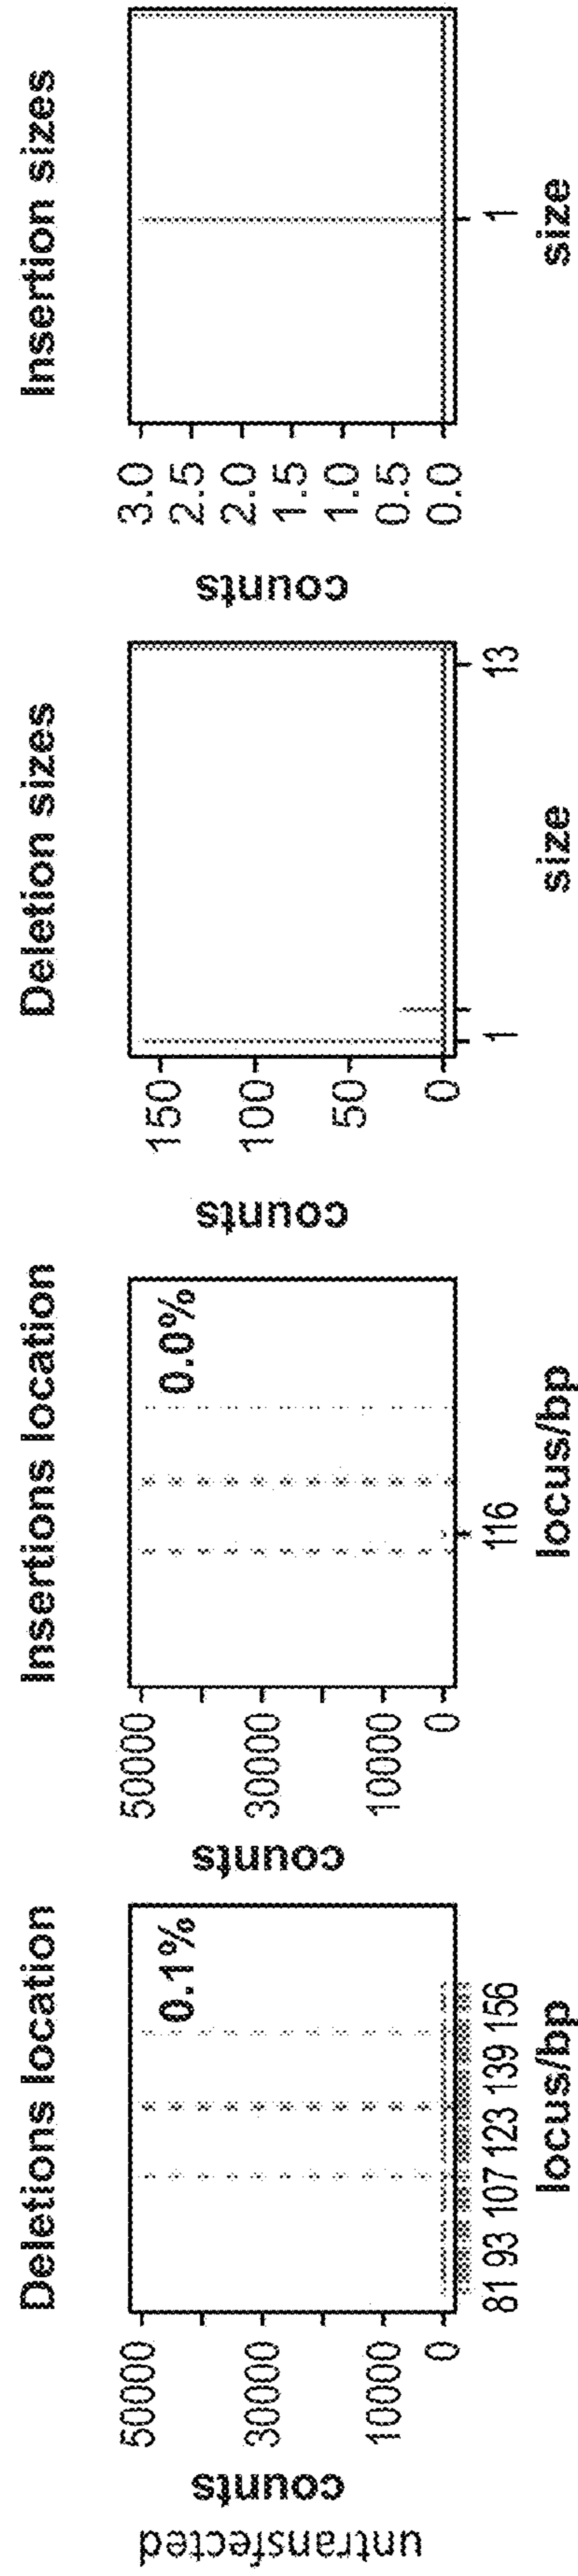 untransfected
Deletions location
counts
50000
30000
10000
0
0.1%
81 93 107 123 139 156
locus/bp
Insertions location
counts
50000
30000
10000
0
0.0%
116
locus/bp
Deletion sizes
counts
150
100
50
0
1
13
size
Insertion sizes
counts
3.0
2.5
2.0
1.5
1.0
0.5
0.0
1
size